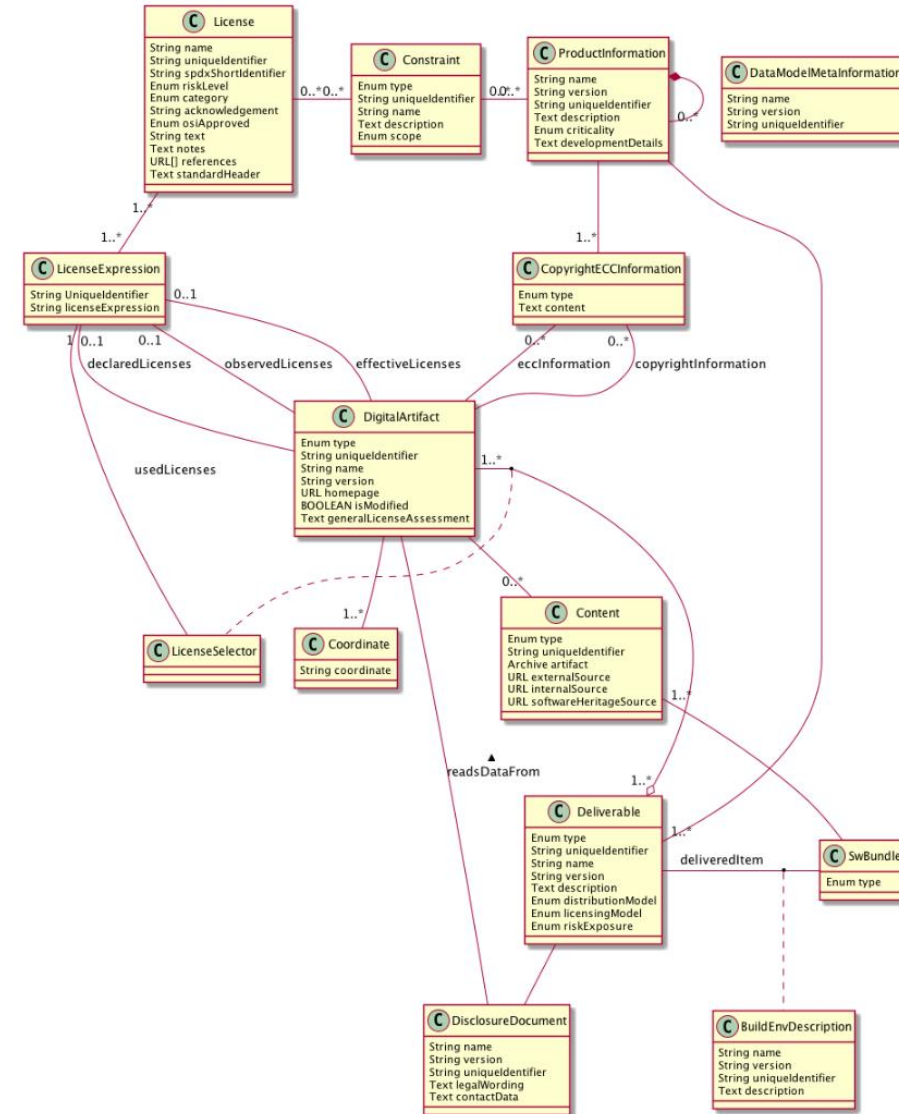 C License
String name
String uniqueIdentifier
String spdxShortIdentifier
Enum riskLevel
Enum category
String acknowledgement
Enum osiApproved
String text
Text notes
URL[] references
Text standardHeader
0..*
0..*
C Constraint
Enum type
String uniqueIdentifier
String name
Text description
Enum scope
0..*
C ProductInformation
String name
String version
String uniqueIdentifier
Text description
Enum criticality
Text developmentDetails
0..*
C DataModelMetaInformation
String name
String version
String uniqueIdentifier
1..*
1..*
1..*
C LicenseExpression
String UniqueIdentifier
String licenseExpression
C CopyrightECCInformation
Enum type
Text content
0..1
1
0..1
0..1
0..*
0..*
declaredLicenses
observedLicenses
effectiveLicenses
eccInformation
copyrightInformation
C DigitalArtifact
Enum type
String uniqueIdentifier
String name
String version
URL homepage
BOOLEAN isModified
Text generalLicenseAssessment
1..*
usedLicenses
1..*
0..*
C LicenseSelector
C Coordinate
String coordinate
C Content
Enum type
String uniqueIdentifier
Archive artifact
URL externalSource
URL internalSource
URL softwareHeritageSource
1..*
readsDataFrom
1..*
C Deliverable
Enum type
String uniqueIdentifier
String name
String version
Text description
Enum distributionModel
Enum licensingModel
Enum riskExposure
1..*
deliveredItem
C SwBundle
Enum type
C DisclosureDocument
String name
String version
String uniqueIdentifier
Text legalWording
Text contactData
C BuildEnvDescription
String name
String version
String uniqueIdentifier
Text description